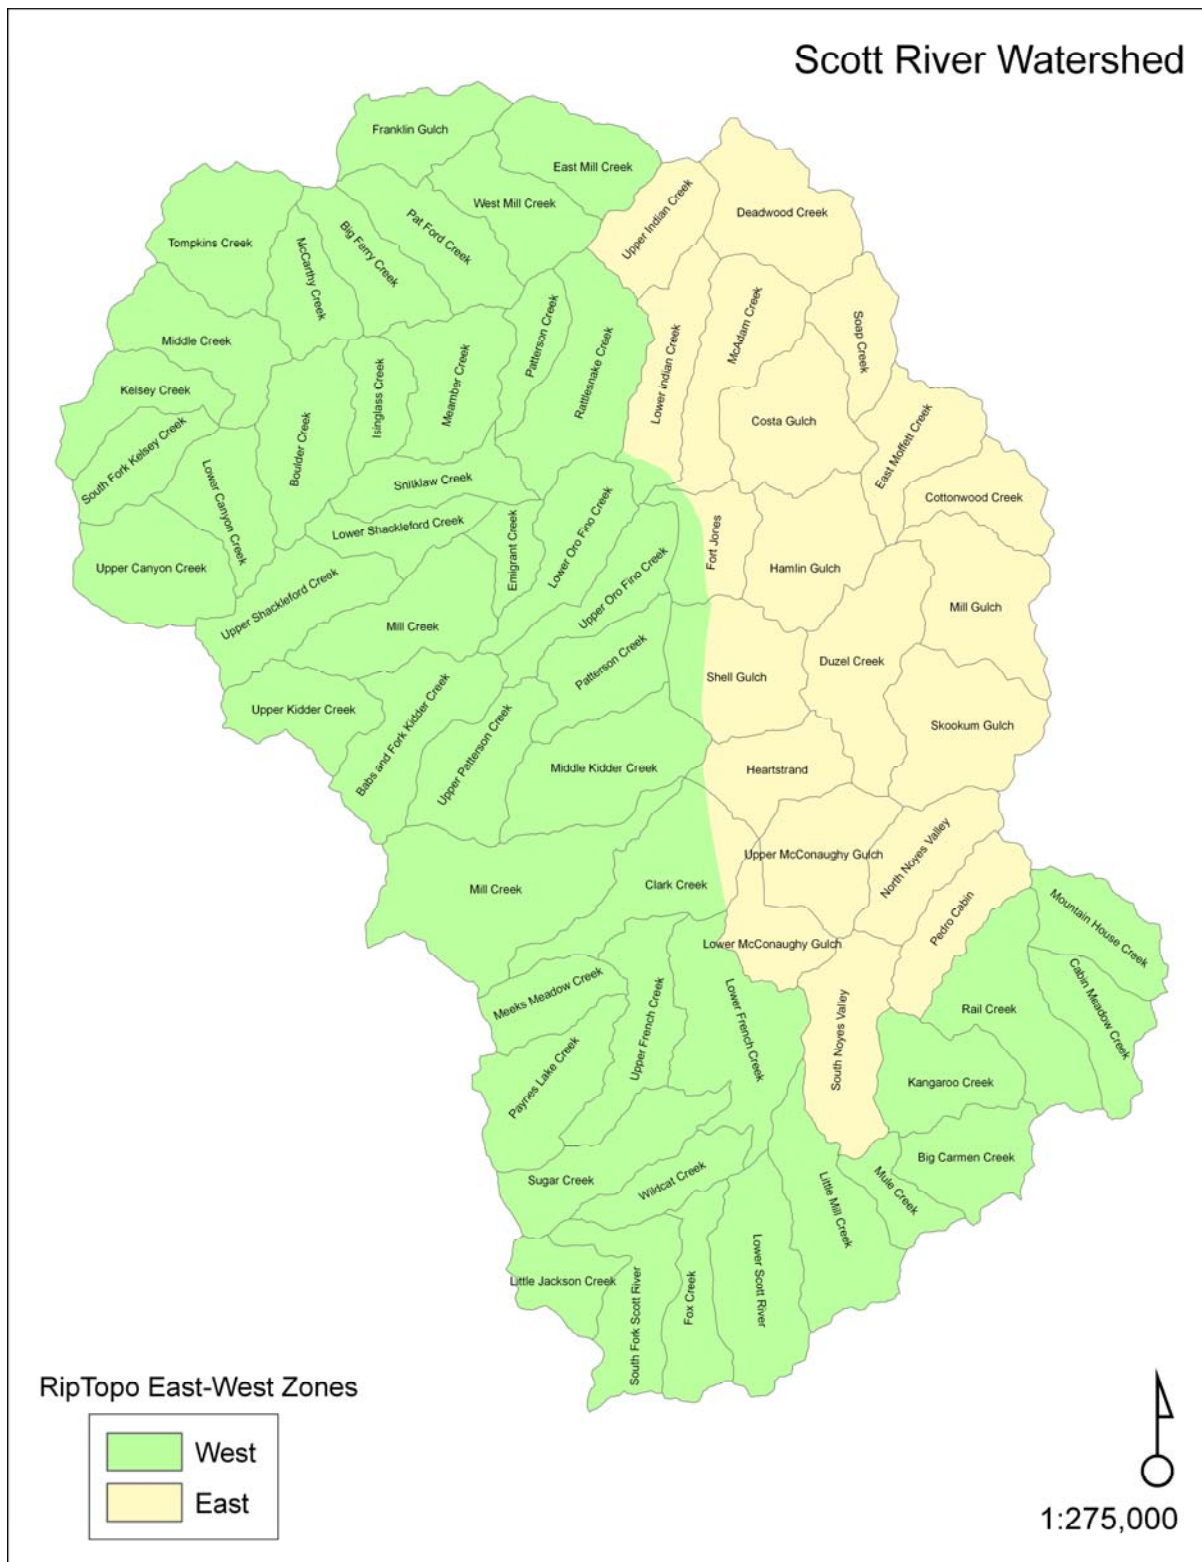 Scott River Watershed
Franklin Gulch
East Mill Creek
West Mill Creek
Upper Indian Creek
Deadwood Creek
Tompkins Creek
McCarthy Creek
Big Ferry Creek
Pat Ford Creek
Patterson Creek
Rattlesnake Creek
Lower Indian Creek
McAdam Creek
Soap Creek
Middle Creek
Kelsey Creek
South Fork Kelsey Creek
Boulder Creek
Isinglass Creek
Meamber Creek
Costa Gulch
East Moffett Creek
Cottonwood Creek
Lower Canyon Creek
Sniklaw Creek
Lower Shackleford Creek
Emigrant Creek
Lower Oro Fino Creek
Fort Jones
Hamlin Gulch
Upper Canyon Creek
Upper Shackleford Creek
Mill Creek
Upper Oro Fino Creek
Mill Gulch
Patterson Creek
Shell Gulch
Duzel Creek
Upper Kidder Creek
Babs and Fork Kidder Creek
Upper Patterson Creek
Skookum Gulch
Middle Kidder Creek
Heartstrand
Mill Creek
Clark Creek
Upper McConaughy Gulch
North Noyes Valley
Pedro Cabin
Mountain House Creek
Lower McConaughy Gulch
Meeks Meadow Creek
Upper French Creek
Lower French Creek
South Noyes Valley
Rail Creek
Cabin Meadow Creek
Paynes Lake Creek
Kangaroo Creek
Big Carmen Creek
Sugar Creek
Wildcat Creek
Little Mill Creek
Mule Creek
Little Jackson Creek
South Fork Scott River
Fox Creek
Lower Scott River
RipTopo East-West Zones
West
East
1:275,000